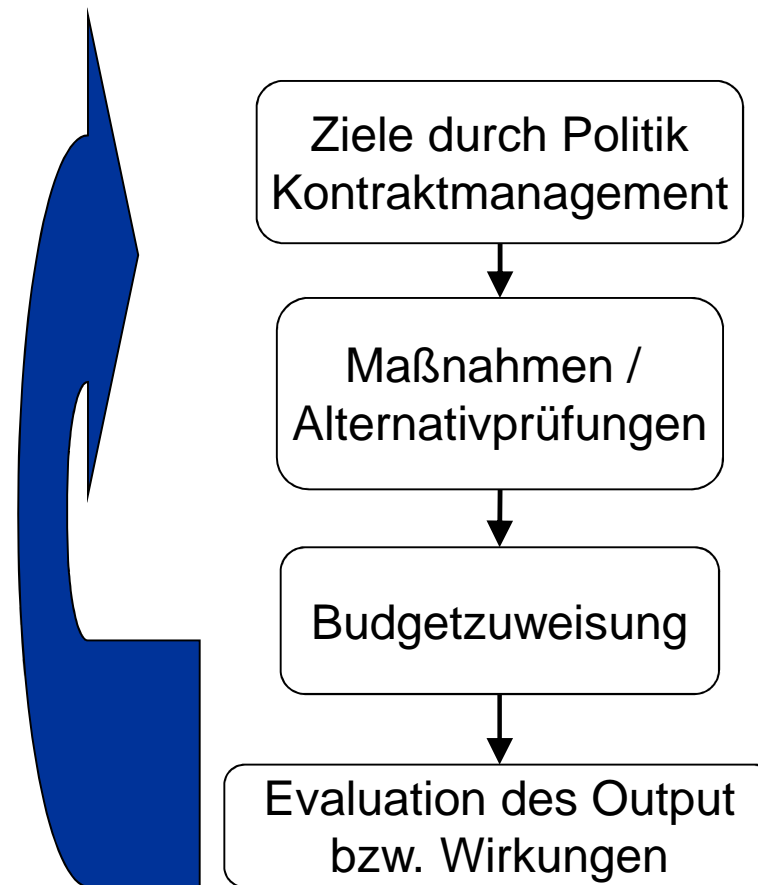 Ziele durch Politik
Kontraktmanagement
Maßnahmen /
Alternativprüfungen
Budgetzuweisung
Evaluation des Output
bzw. Wirkungen